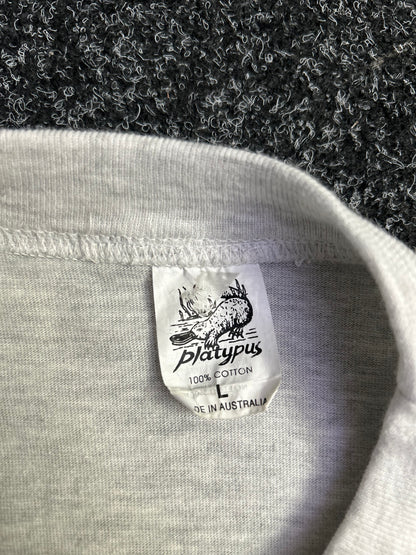 platypus
100% COTTON
L
DE IN AUSTRALIA